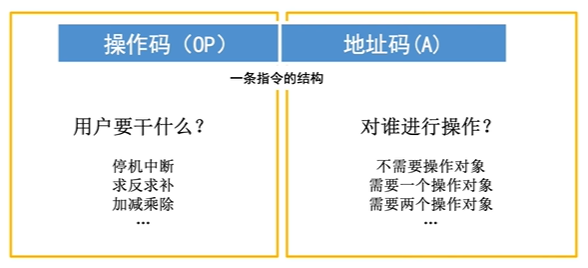 操作码（OP） 地址码(A)
一条指令的结构
用户要干什么？
停机中断
求反求补
加减乘除
...
对谁进行操作？
不需要操作对象
需要一个操作对象
需要两个操作对象
...